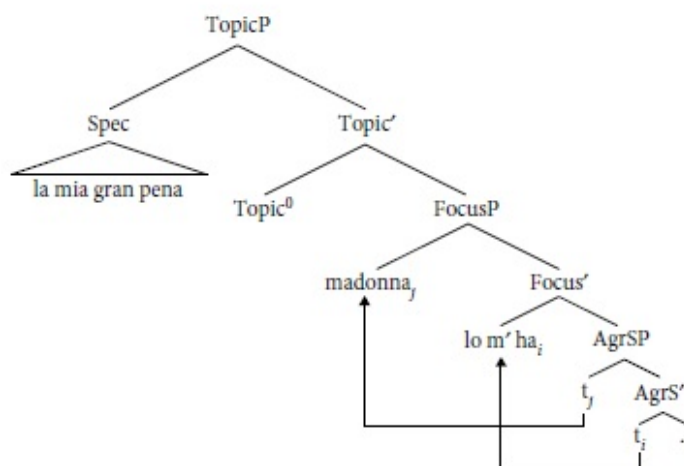 TopicP
Spec Topic′
la mia gran pena
Topic⁰ FocusP
madonnaⱼ Focus′
lo m′ haᵢ AgrSP
tⱼ AgrS′
tᵢ .